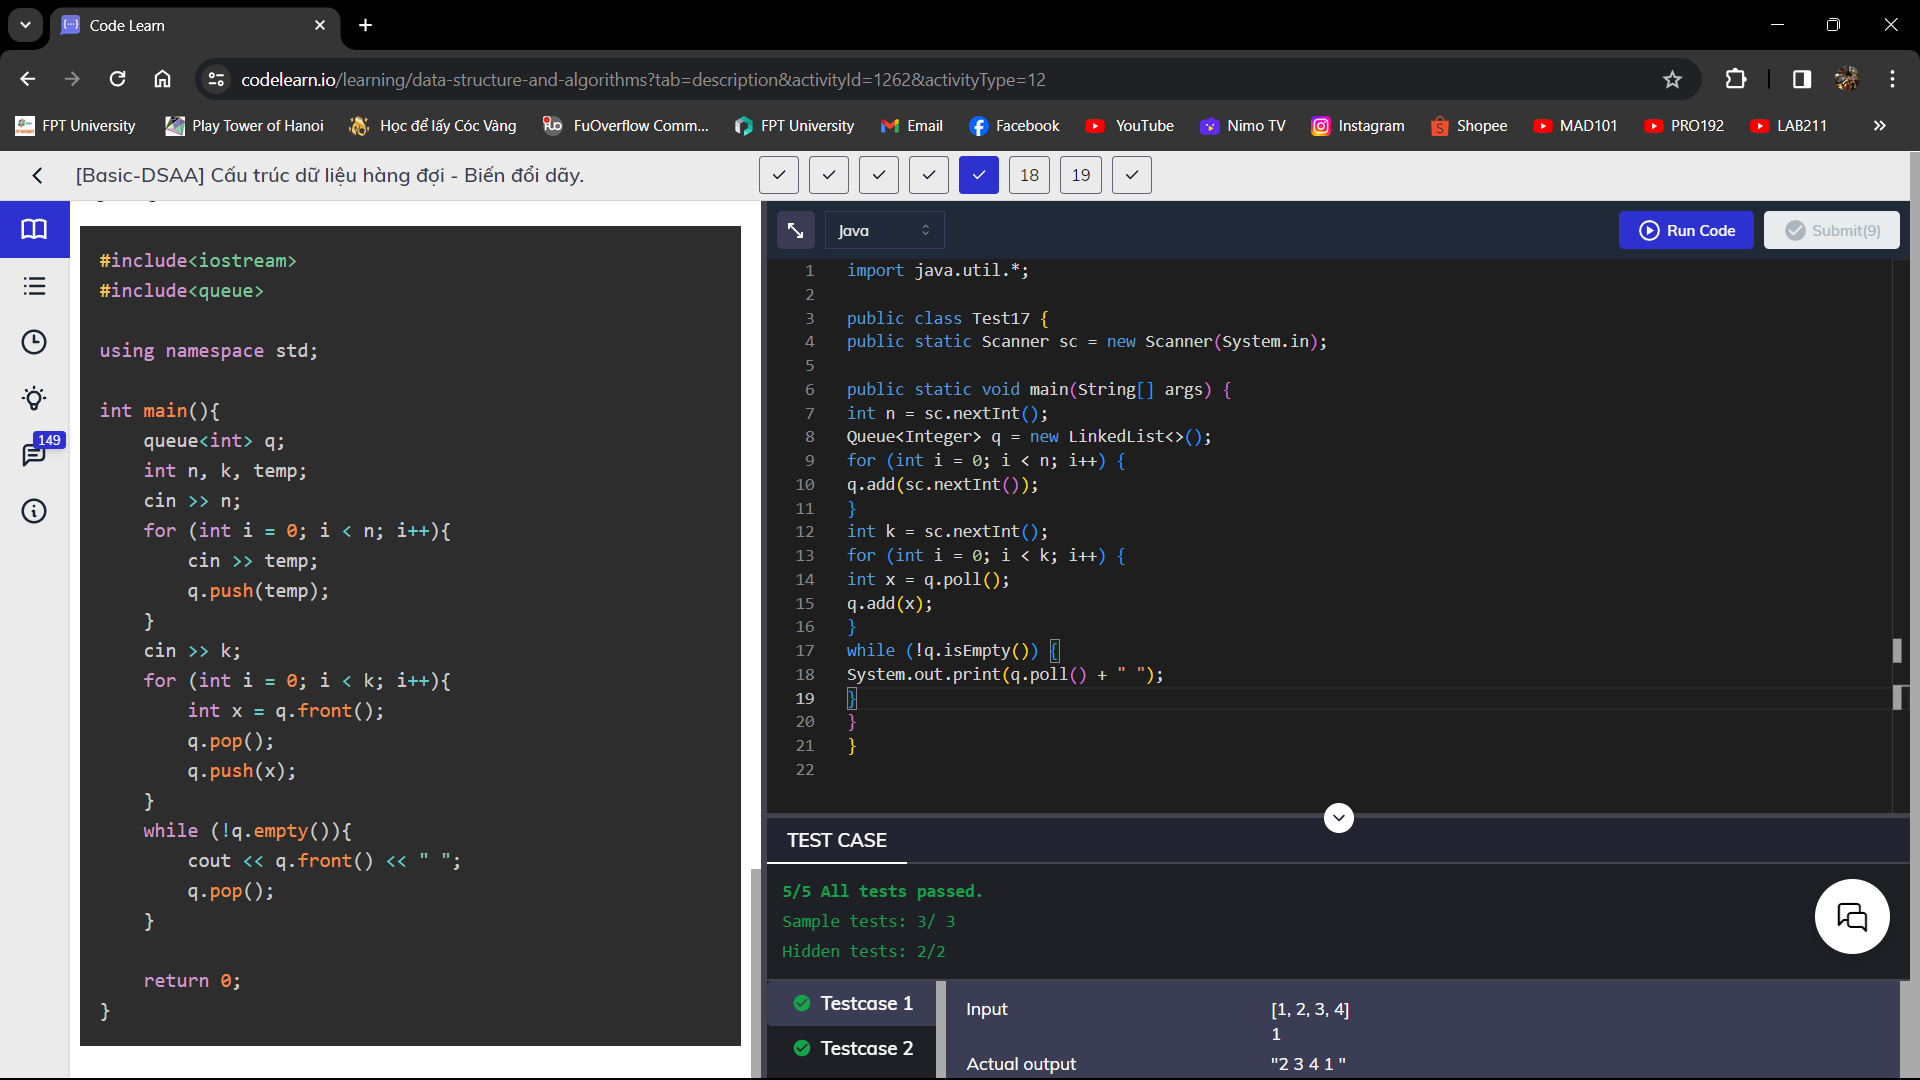 Code Learn
codelearn.io/learning/data-structure-and-algorithms?tab=description&activityId=1262&activityType=12
FPT University
Play Tower of Hanoi
Học để lấy Cóc Vàng
FuOverflow Comm...
FPT University
Email
Facebook
YouTube
Nimo TV
Instagram
Shopee
MAD101
PRO192
LAB211
[Basic-DSAA] Cấu trúc dữ liệu hàng đợi - Biến đổi dãy.
18
19
149
#include<iostream>
#include<queue>
using namespace std;
int main(){
queue<int> q;
int n, k, temp;
cin >> n;
for (int i = 0; i < n; i++){
cin >> temp;
q.push(temp);
}
cin >> k;
for (int i = 0; i < k; i++){
int x = q.front();
q.pop();
q.push(x);
}
while (!q.empty()){
cout << q.front() << " ";
q.pop();
}
return 0;
}
Java
Run Code
Submit(9)
1 import java.util.*;
2
3 public class Test17 {
4 public static Scanner sc = new Scanner(System.in);
5
6 public static void main(String[] args) {
7 int n = sc.nextInt();
8 Queue<Integer> q = new LinkedList<>();
9 for (int i = 0; i < n; i++) {
10 q.add(sc.nextInt());
11 }
12 int k = sc.nextInt();
13 for (int i = 0; i < k; i++) {
14 int x = q.poll();
15 q.add(x);
16 }
17 while (!q.isEmpty()) {
18 System.out.print(q.poll() + " ");
19 }
20 }
21 }
22
TEST CASE
5/5 All tests passed.
Sample tests: 3/ 3
Hidden tests: 2/2
Testcase 1
Testcase 2
Input
[1, 2, 3, 4]
1
Actual output
"2 3 4 1 "